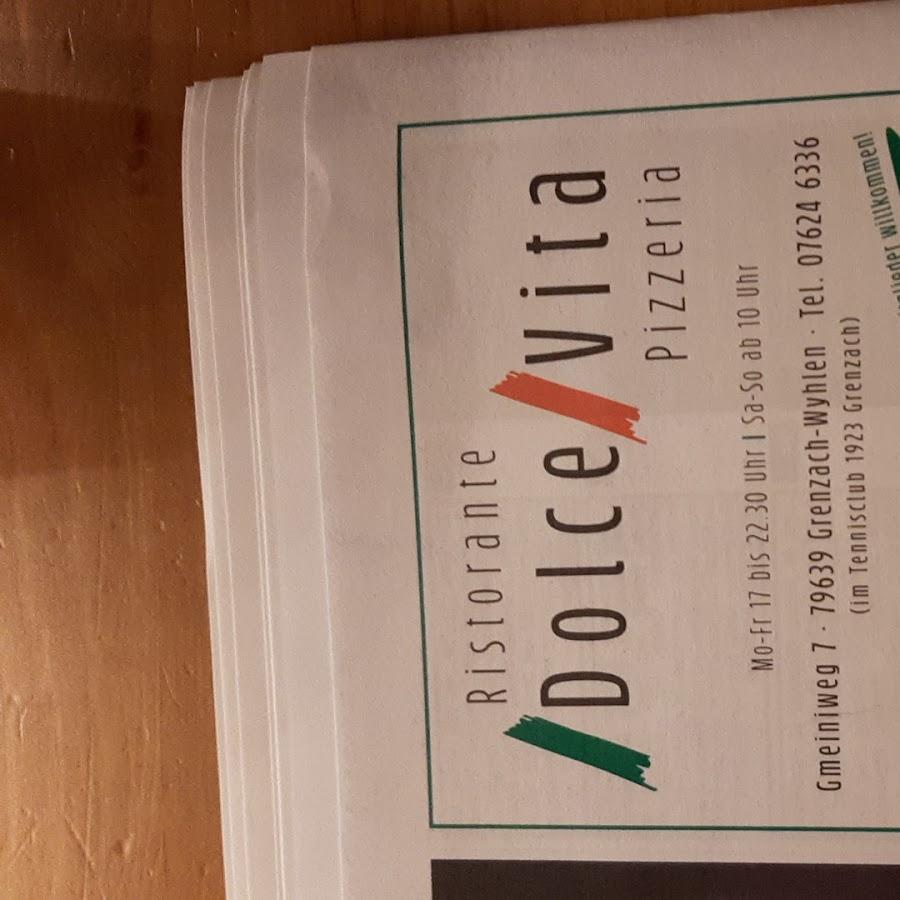 Ristorante
Dolce Vita
Pizzeria
Mo-Fr 17 bis 22.30 Uhr | Sa-So ab 10 Uhr
Gmeiniweg 7 · 79639 Grenzach-Wyhlen · Tel. 07624 6336
(im Tennisclub 1923 Grenzach)
willkommen!